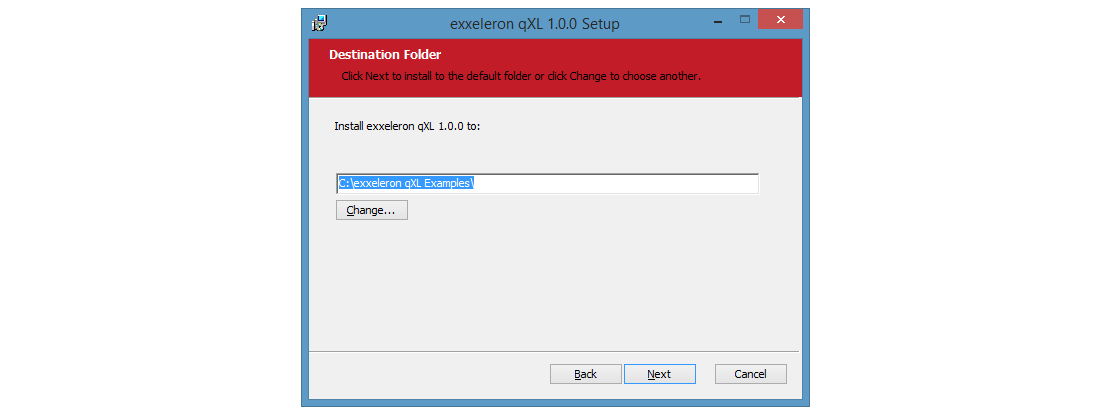 exxeleron qXL 1.0.0 Setup
Destination Folder
Click Next to install to the default folder or click Change to choose another.
Install exxeleron qXL 1.0.0 to:
C:\exxeleron qXL Examples\
Change...
Back Next Cancel